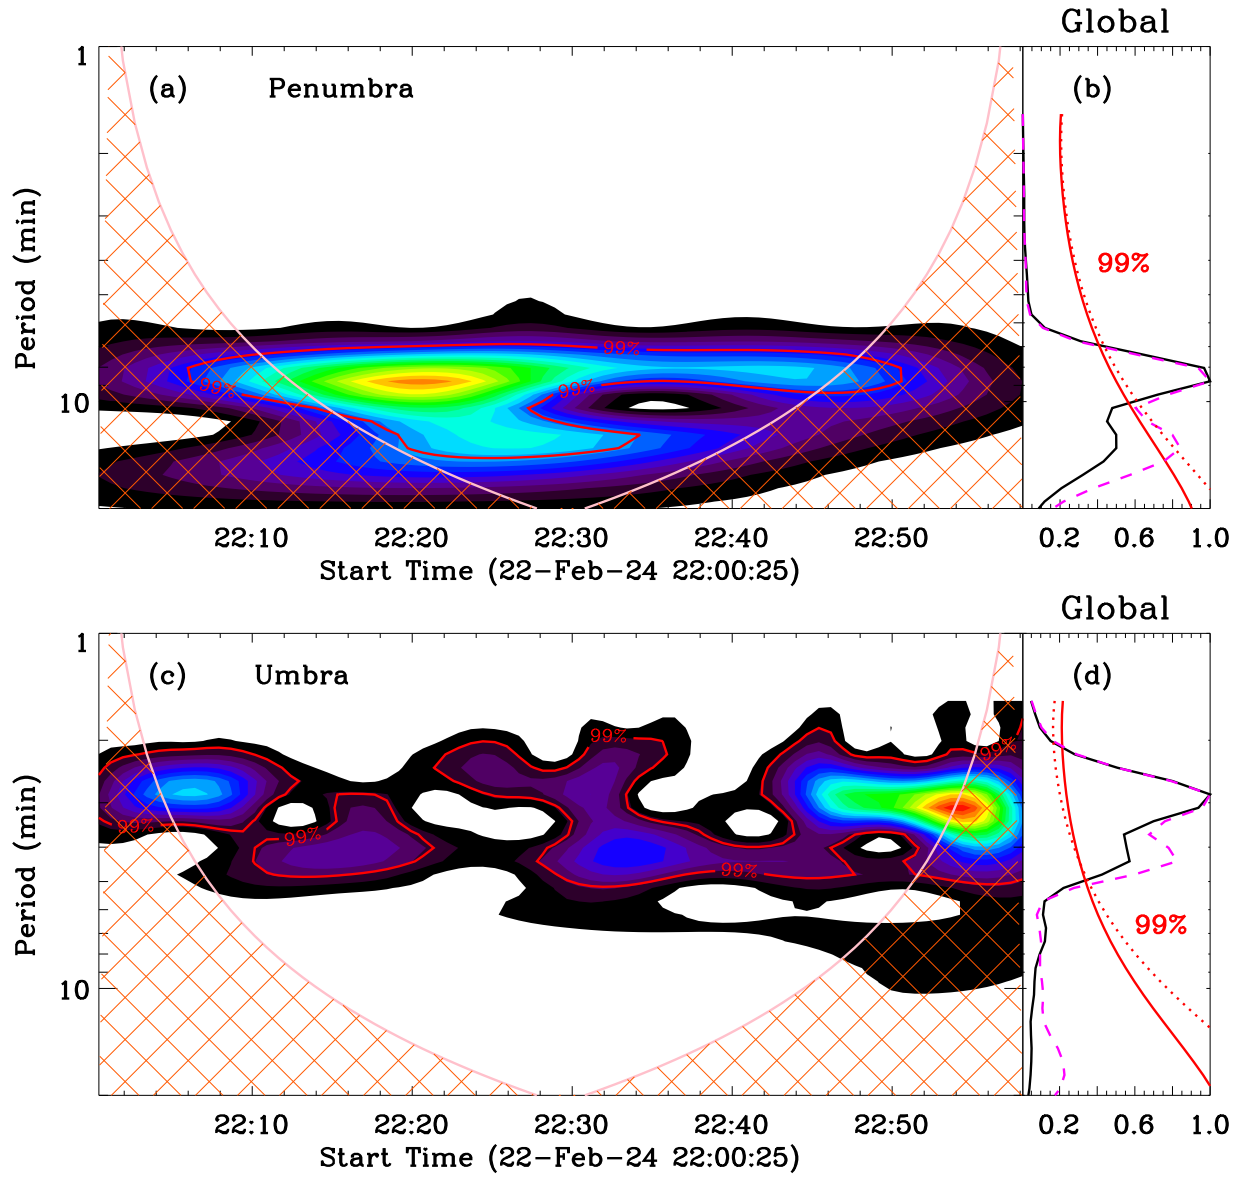 Global
1
(a) Penumbra
(b)
99%
99%
99%
99%
10
Period (min)
22:10 22:20 22:30 22:40 22:50
0.2 0.6 1.0
Start Time (22-Feb-24 22:00:25)
Global
1
(c) Umbra
(d)
99%
99%
99%
99%
99%
99%
10
Period (min)
22:10 22:20 22:30 22:40 22:50
0.2 0.6 1.0
Start Time (22-Feb-24 22:00:25)